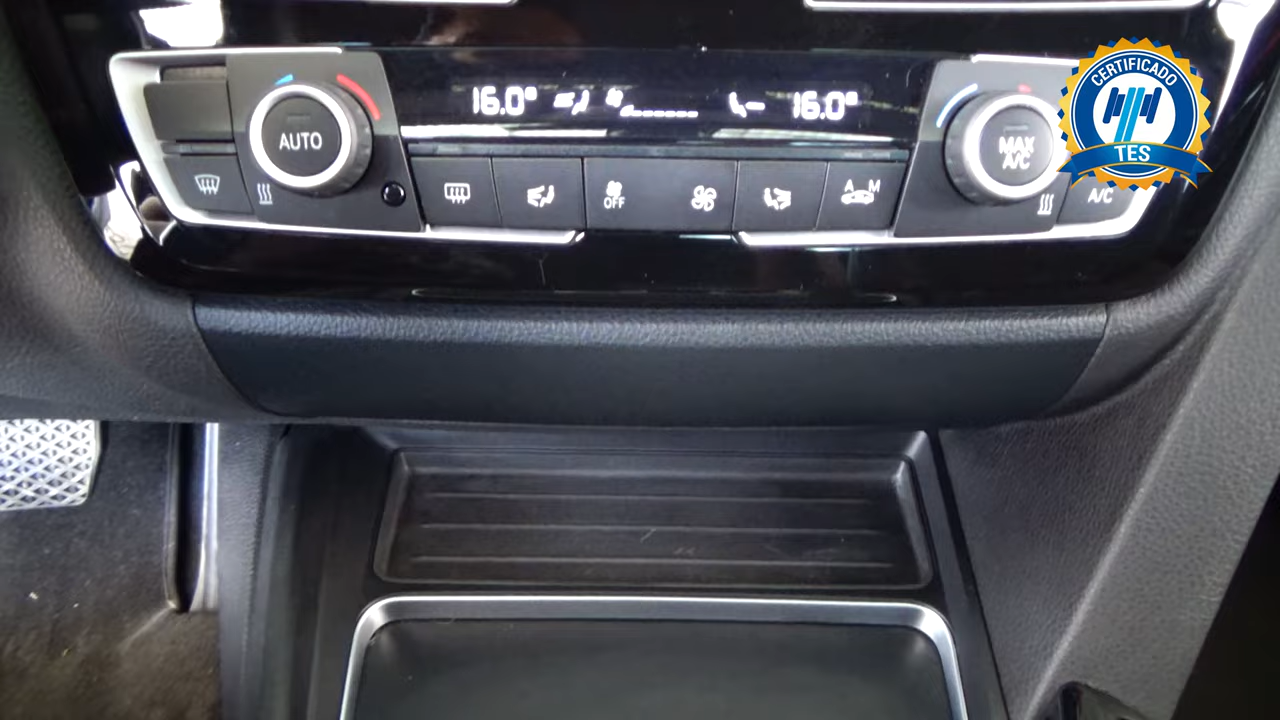 16.0°
16.0°
AUTO
MAX
A/C
OFF
A M
A/C
CERTIFICADO
TES